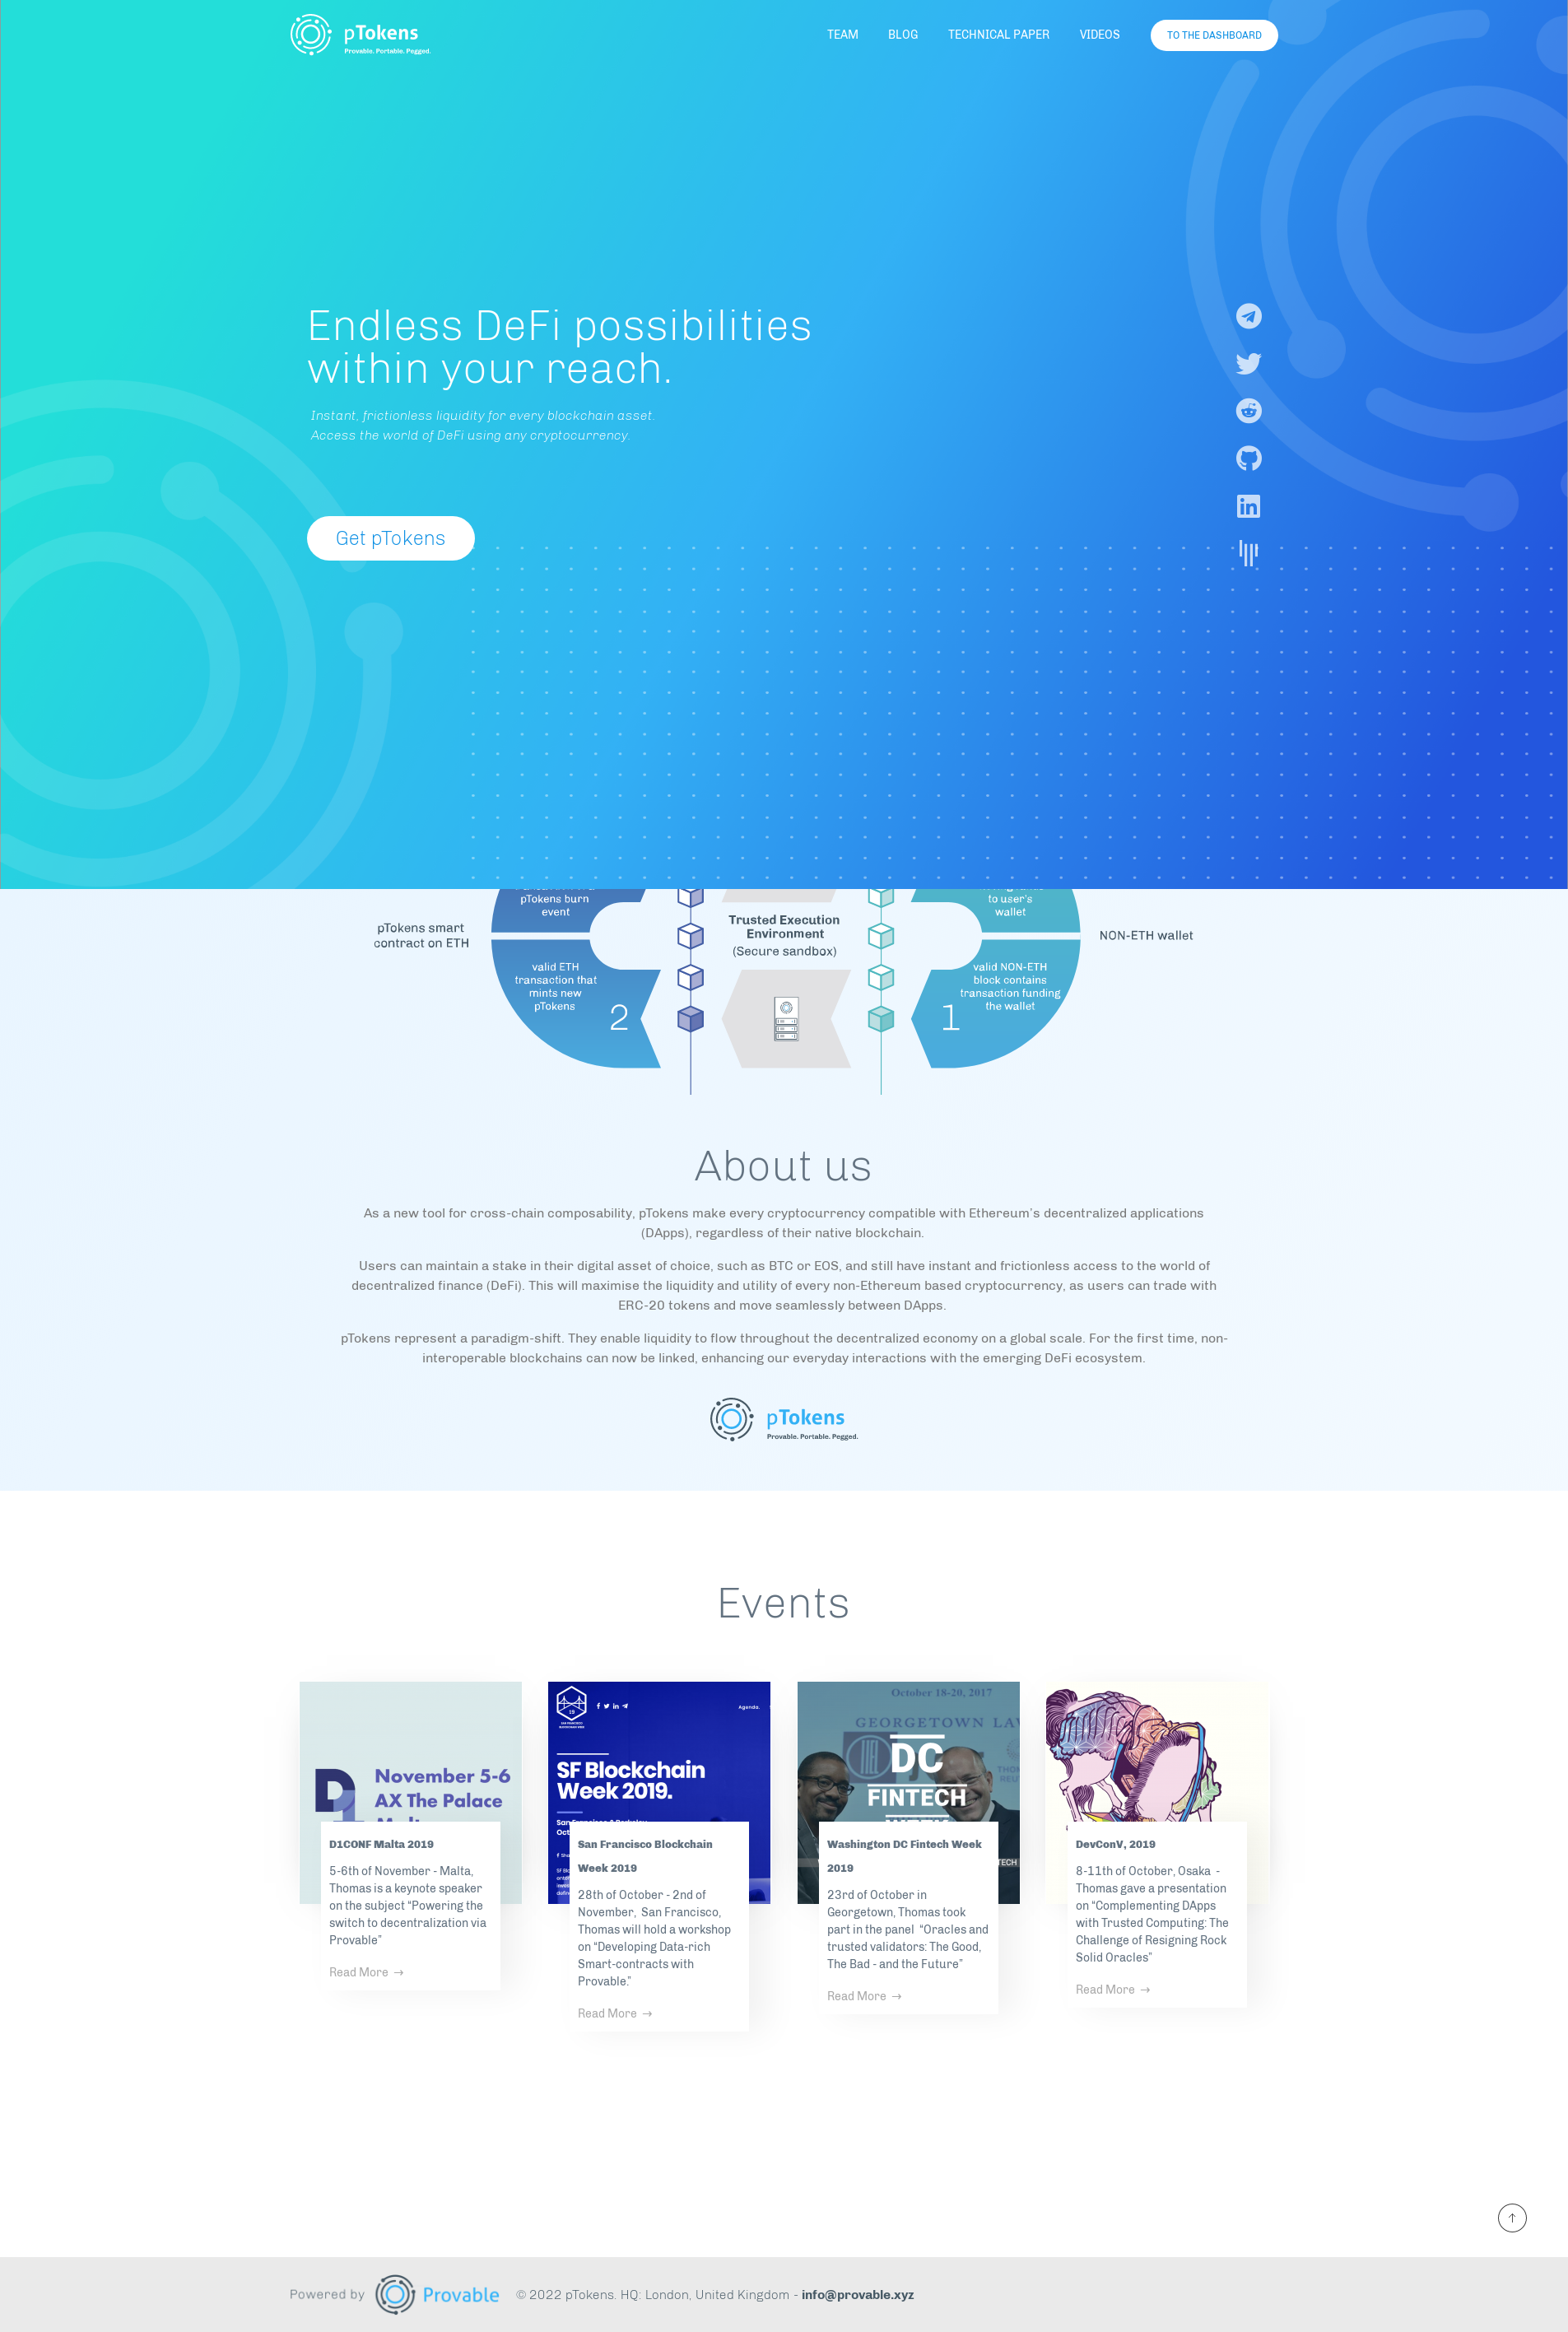 pTokens
Provable. Portable. Pegged.
TEAM
BLOG
TECHNICAL PAPER
VIDEOS
TO THE DASHBOARD
Endless DeFi possibilities
within your reach.
Instant, frictionless liquidity for every blockchain asset.
Access the world of DeFi using any cryptocurrency.
Get pTokens
pTokens burn
event
to user's
wallet
pTokens smart
contract on ETH
Trusted Execution
Environment
(Secure sandbox)
NON-ETH wallet
valid ETH
transaction that
mints new
pTokens
2
valid NON-ETH
block contains
transaction funding
the wallet
1
About us
As a new tool for cross-chain composability, pTokens make every cryptocurrency compatible with Ethereum's decentralized applications
(DApps), regardless of their native blockchain.
Users can maintain a stake in their digital asset of choice, such as BTC or EOS, and still have instant and frictionless access to the world of
decentralized finance (DeFi). This will maximise the liquidity and utility of every non-Ethereum based cryptocurrency, as users can trade with
ERC-20 tokens and move seamlessly between DApps.
pTokens represent a paradigm-shift. They enable liquidity to flow throughout the decentralized economy on a global scale. For the first time, non-
interoperable blockchains can now be linked, enhancing our everyday interactions with the emerging DeFi ecosystem.
pTokens
Provable. Portable. Pegged.
Events
November 5-6
AX The Palace
D1CONF Malta 2019
5-6th of November - Malta,
Thomas is a keynote speaker
on the subject “Powering the
switch to decentralization via
Provable”
Read More →
19
SAN FRANCISCO
BLOCKCHAIN WEEK
Agenda.
SF Blockchain
Week 2019.
San Francisco Blockchain
Week 2019
28th of October - 2nd of
November, San Francisco,
Thomas will hold a workshop
on “Developing Data-rich
Smart-contracts with
Provable.”
Read More →
October 18-20, 2017
GEORGETOWN LAW
DC
FINTECH
Washington DC Fintech Week
2019
23rd of October in
Georgetown, Thomas took
part in the panel “Oracles and
trusted validators: The Good,
The Bad - and the Future”
Read More →
DevConV, 2019
8-11th of October, Osaka -
Thomas gave a presentation
on “Complementing DApps
with Trusted Computing: The
Challenge of Resigning Rock
Solid Oracles”
Read More →
Powered by
Provable
© 2022 pTokens. HQ: London, United Kingdom - info@provable.xyz